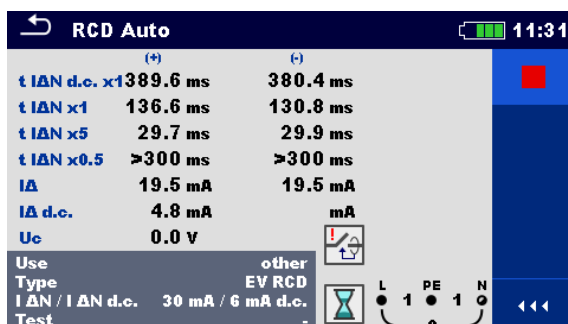 RCD Auto 11:31
(+) (-)
t IΔN d.c. x1 389.6 ms 380.4 ms
t IΔN x1 136.6 ms 130.8 ms
t IΔN x5 29.7 ms 29.9 ms
t IΔN x0.5 >300 ms >300 ms
IΔ 19.5 mA 19.5 mA
IΔ d.c. 4.8 mA mA
Uc 0.0 V
Use other
Type EV RCD
I ΔN / I ΔN d.c. 30 mA / 6 mA d.c.
Test -
L PE N
1 1